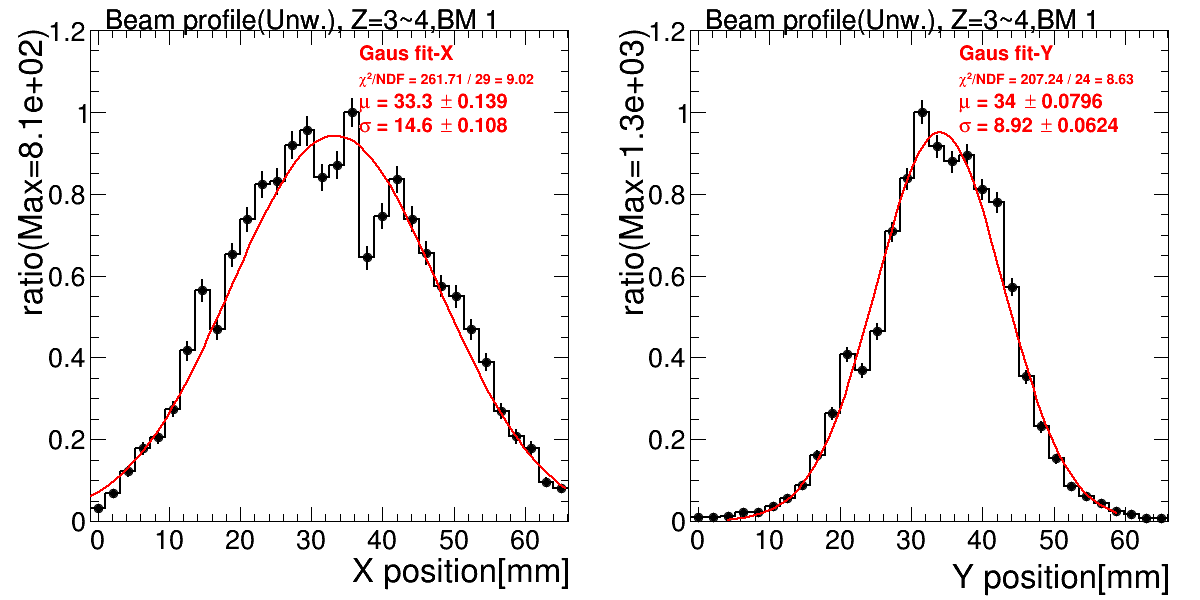 Beam profile(Unw.), Z=3~4,BM 1
ratio(Max=8.1e+02)
Gaus fit-X
χ²/NDF = 261.71 / 29 = 9.02
μ = 33.3 ± 0.139
σ = 14.6 ± 0.108
1.2
1
0.8
0.6
0.4
0.2
0
0 10 20 30 40 50 60
X position[mm]
Beam profile(Unw.), Z=3~4,BM 1
ratio(Max=1.3e+03)
Gaus fit-Y
χ²/NDF = 207.24 / 24 = 8.63
μ = 34 ± 0.0796
σ = 8.92 ± 0.0624
1.2
1
0.8
0.6
0.4
0.2
0
0 10 20 30 40 50 60
Y position[mm]